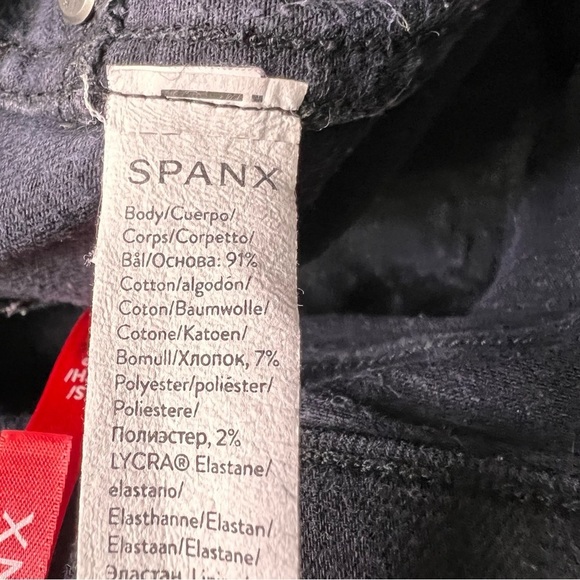 SPANX
Body/Cuerpo/
Corps/Corpetto/
Bål/Основа: 91%
Cotton/algodón/
Coton/Baumwolle/
Cotone/Katoen/
Bomull/Хлопок, 7%
Polyester/poliéster/
Poliestere/
Полиэстер, 2%
LYCRA® Elastane/
elastano/
Elasthanne/Elastan/
Elastaan/Elastane/
Эластан